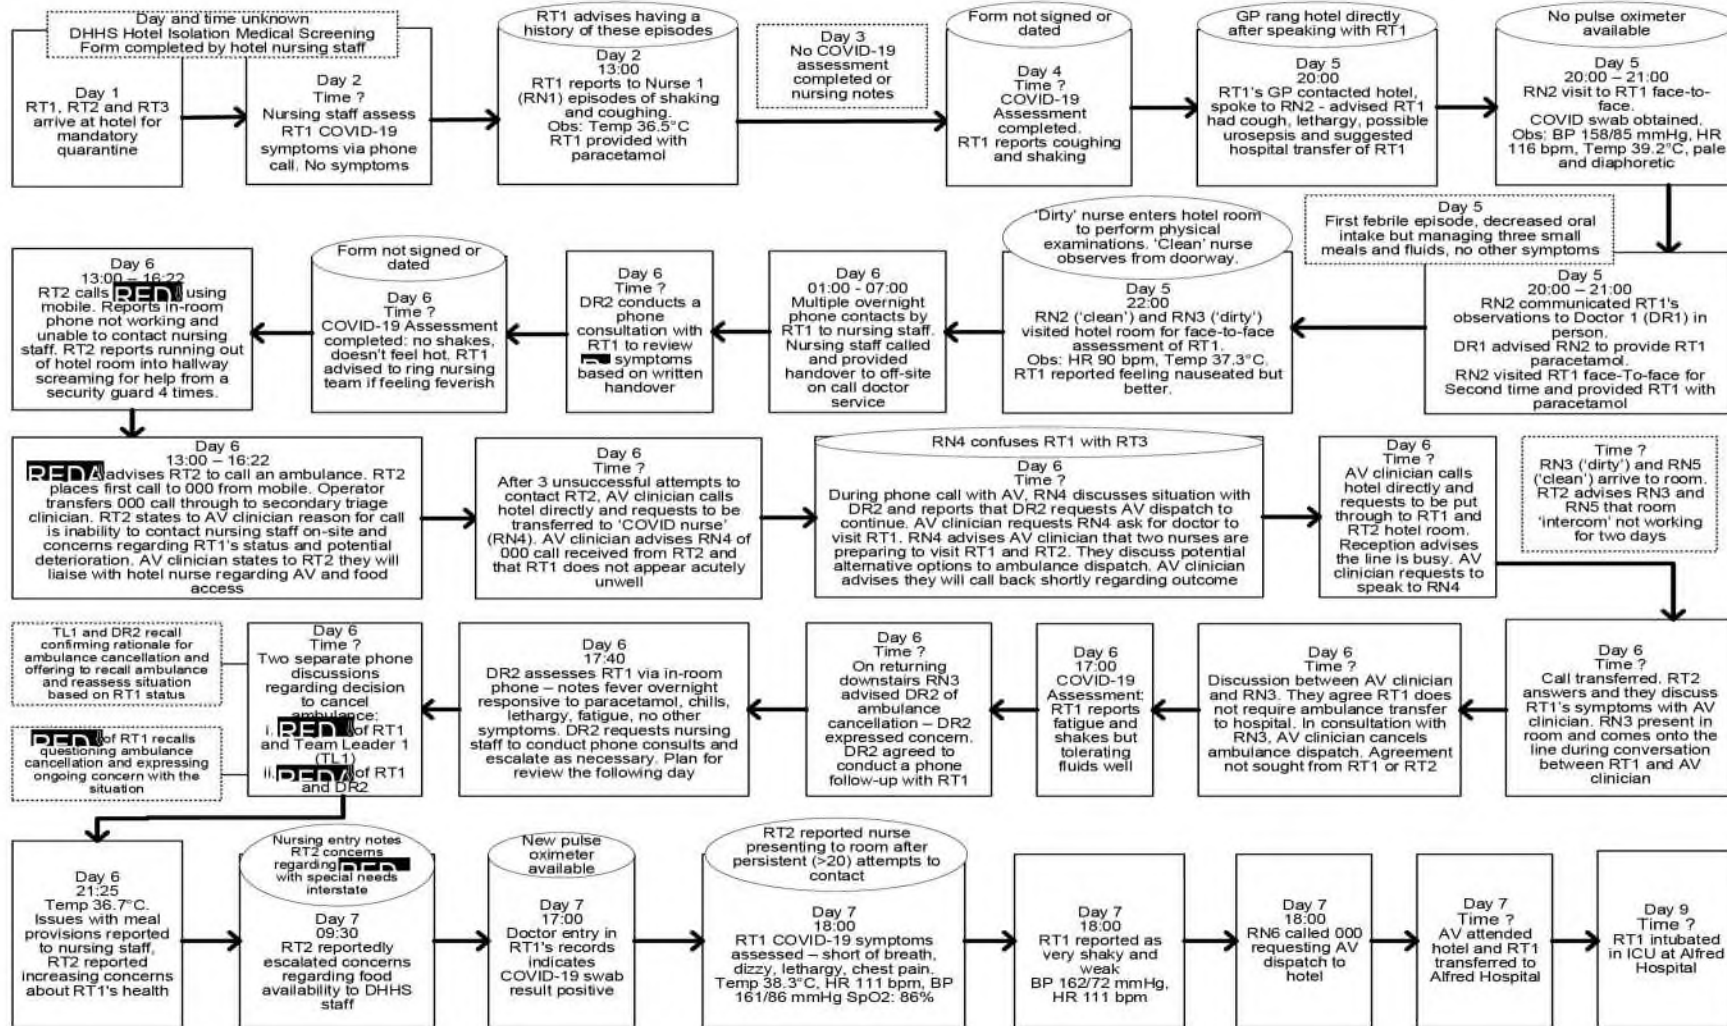 Day and time unknown
DHHS Hotel Isolation Medical Screening
Form completed by hotel nursing staff
Day 1
RT1, RT2 and RT3
arrive at hotel for
mandatory
quarantine
Day 2
Time ?
Nursing staff assess
RT1 COVID-19
symptoms via phone
call. No symptoms
RT1 advises having a
history of these episodes
Day 2
13:00
RT1 reports to Nurse 1
(RN1) episodes of shaking
and coughing.
Obs: Temp 36.5°C
RT1 provided with
paracetamol
Day 3
No COVID-19
assessment
completed or
nursing notes
Form not signed or
dated
Day 4
Time ?
COVID-19
Assessment
completed.
RT1 reports coughing
and shaking
GP rang hotel directly
after speaking with RT1
Day 5
20:00
RT1's GP contacted hotel,
spoke to RN2 - advised RT1
had cough, lethargy, possible
urosepsis and suggested
hospital transfer of RT1
No pulse oximeter
available
Day 5
20:00 – 21:00
RN2 visit to RT1 face-to-
face.
COVID swab obtained.
Obs: BP 158/85 mmHg, HR
116 bpm, Temp 39.2°C, pale
and diaphoretic
Day 5
First febrile episode, decreased oral
intake but managing three small
meals and fluids, no other symptoms
Day 5
20:00 – 21:00
RN2 communicated RT1's
observations to Doctor 1 (DR1) in
person.
DR1 advised RN2 to provide RT1
paracetamol.
RN2 visited RT1 face-To-face for
Second time and provided RT1 with
paracetamol
'Dirty' nurse enters hotel room
to perform physical
examinations. 'Clean' nurse
observes from doorway.
Day 5
22:00
RN2 ('clean') and RN3 ('dirty')
visited hotel room for face-to-face
assessment of RT1.
Obs: HR 90 bpm, Temp 37.3°C,
RT1 reported feeling nauseated but
better.
Day 6
01:00 - 07:00
Multiple overnight
phone contacts by
RT1 to nursing staff.
Nursing staff called
and provided
handover to off-site
on call doctor
service
Day 6
Time ?
DR2 conducts a
phone
consultation with
RT1 to review
symptoms
based on written
handover
Form not signed or
dated
Day 6
Time ?
COVID-19 Assessment
completed: no shakes,
doesn't feel hot. RT1
advised to ring nursing
team if feeling feverish
Day 6
13:00 – 16:22
RT2 calls RED using
mobile. Reports in-room
phone not working and
unable to contact nursing
staff. RT2 reports running out
of hotel room into hallway
screaming for help from a
security guard 4 times.
Day 6
13:00 – 16:22
REDA advises RT2 to call an ambulance. RT2
places first call to 000 from mobile. Operator
transfers 000 call through to secondary triage
clinician. RT2 states to AV clinician reason for call
is inability to contact nursing staff on-site and
concerns regarding RT1's status and potential
deterioration. AV clinician states to RT2 they will
liaise with hotel nurse regarding AV and food
access
Day 6
Time ?
After 3 unsuccessful attempts to
contact RT2, AV clinician calls
hotel directly and requests to be
transferred to 'COVID nurse'
(RN4). AV clinician advises RN4 of
000 call received from RT2 and
that RT1 does not appear acutely
unwell
RN4 confuses RT1 with RT3
Day 6
Time ?
During phone call with AV, RN4 discusses situation with
DR2 and reports that DR2 requests AV dispatch to
continue. AV clinician requests RN4 ask for doctor to
visit RT1. RN4 advises AV clinician that two nurses are
preparing to visit RT1 and RT2. They discuss potential
alternative options to ambulance dispatch. AV clinician
advises they will call back shortly regarding outcome
Day 6
Time ?
AV clinician calls
hotel directly and
requests to be put
through to RT1 and
RT2 hotel room.
Reception advises
the line is busy. AV
clinician requests to
speak to RN4
Time ?
RN3 ('dirty') and RN5
('clean') arrive to room.
RT2 advises RN3 and
RN5 that room
'intercom' not working
for two days
Day 6
Time ?
Call transferred. RT2
answers and they discuss
RT1's symptoms with AV
clinician. RN3 present in
room and comes onto the
line during conversation
between RT1 and AV
clinician
Day 6
Time ?
Discussion between AV clinician
and RN3. They agree RT1 does
not require ambulance transfer
to hospital. In consultation with
RN3, AV clinician cancels
ambulance dispatch. Agreement
not sought from RT1 or RT2
Day 6
17:00
COVID-19
Assessment:
RT1 reports
fatigue and
shakes but
tolerating
fluids well
Day 6
Time ?
On returning
downstairs RN3
advised DR2 of
ambulance
cancellation – DR2
expressed concern.
DR2 agreed to
conduct a phone
follow-up with RT1
Day 6
17:40
DR2 assesses RT1 via in-room
phone – notes fever overnight
responsive to paracetamol, chills,
lethargy, fatigue, no other
symptoms. DR2 requests nursing
staff to conduct phone consults and
escalate as necessary. Plan for
review the following day
Day 6
Time ?
Two separate phone
discussions
regarding decision
to cancel
ambulance:
i. REDA of RT1
and Team Leader 1
(TL1)
ii. REDA of RT1
and DR2
TL1 and DR2 recall
confirming rationale for
ambulance cancellation and
offering to recall ambulance
and reassess situation
based on RT1 status
RED of RT1 recalls
questioning ambulance
cancellation and expressing
ongoing concern with the
situation
Day 6
21:25
Temp 36.7°C.
Issues with meal
provisions reported
to nursing staff,
RT2 reported
increasing concerns
about RT1's health
Nursing entry notes
RT2 concerns
regarding RED
with special needs
interstate
Day 7
09:30
RT2 reportedly
escalated concerns
regarding food
availability to DHHS
staff
New pulse
oximeter
available
Day 7
17:00
Doctor entry in
RT1's records
indicates
COVID-19 swab
result positive
RT2 reported nurse
presenting to room after
persistent (>20) attempts to
contact
Day 7
18:00
RT1 COVID-19 symptoms
assessed – short of breath,
dizzy, lethargy, chest pain.
Temp 38.3°C, HR 111 bpm, BP
161/86 mmHg SpO2: 86%
Day 7
18:00
RT1 reported as
very shaky and
weak
BP 162/72 mmHg,
HR 111 bpm
Day 7
18:00
RN6 called 000
requesting AV
dispatch to
hotel
Day 7
Time ?
AV attended
hotel and RT1
transferred to
Alfred Hospital
Day 9
Time ?
RT1 intubated
in ICU at Alfred
Hospital